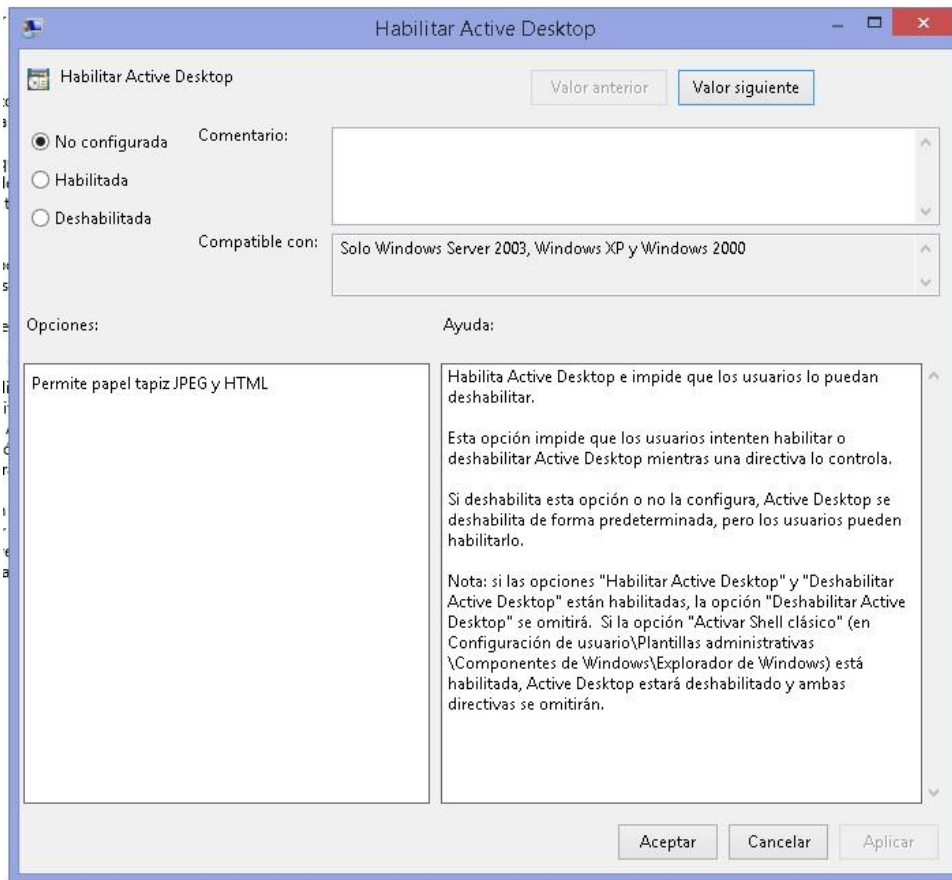 Habilitar Active Desktop
Habilitar Active Desktop
Valor anterior
Valor siguiente
No configurada
Habilitada
Deshabilitada
Comentario:
Compatible con:
Solo Windows Server 2003, Windows XP y Windows 2000
Opciones:
Ayuda:
Permite papel tapiz JPEG y HTML
Habilita Active Desktop e impide que los usuarios lo puedan
deshabilitar.
Esta opción impide que los usuarios intenten habilitar o
deshabilitar Active Desktop mientras una directiva lo controla.
Si deshabilita esta opción o no la configura, Active Desktop se
deshabilita de forma predeterminada, pero los usuarios pueden
habilitarlo.
Nota: si las opciones "Habilitar Active Desktop" y "Deshabilitar
Active Desktop" están habilitadas, la opción "Deshabilitar Active
Desktop" se omitirá.  Si la opción "Activar Shell clásico" (en
Configuración de usuario\Plantillas administrativas
\Componentes de Windows\Explorador de Windows) está
habilitada, Active Desktop estará deshabilitado y ambas
directivas se omitirán.
Aceptar
Cancelar
Aplicar